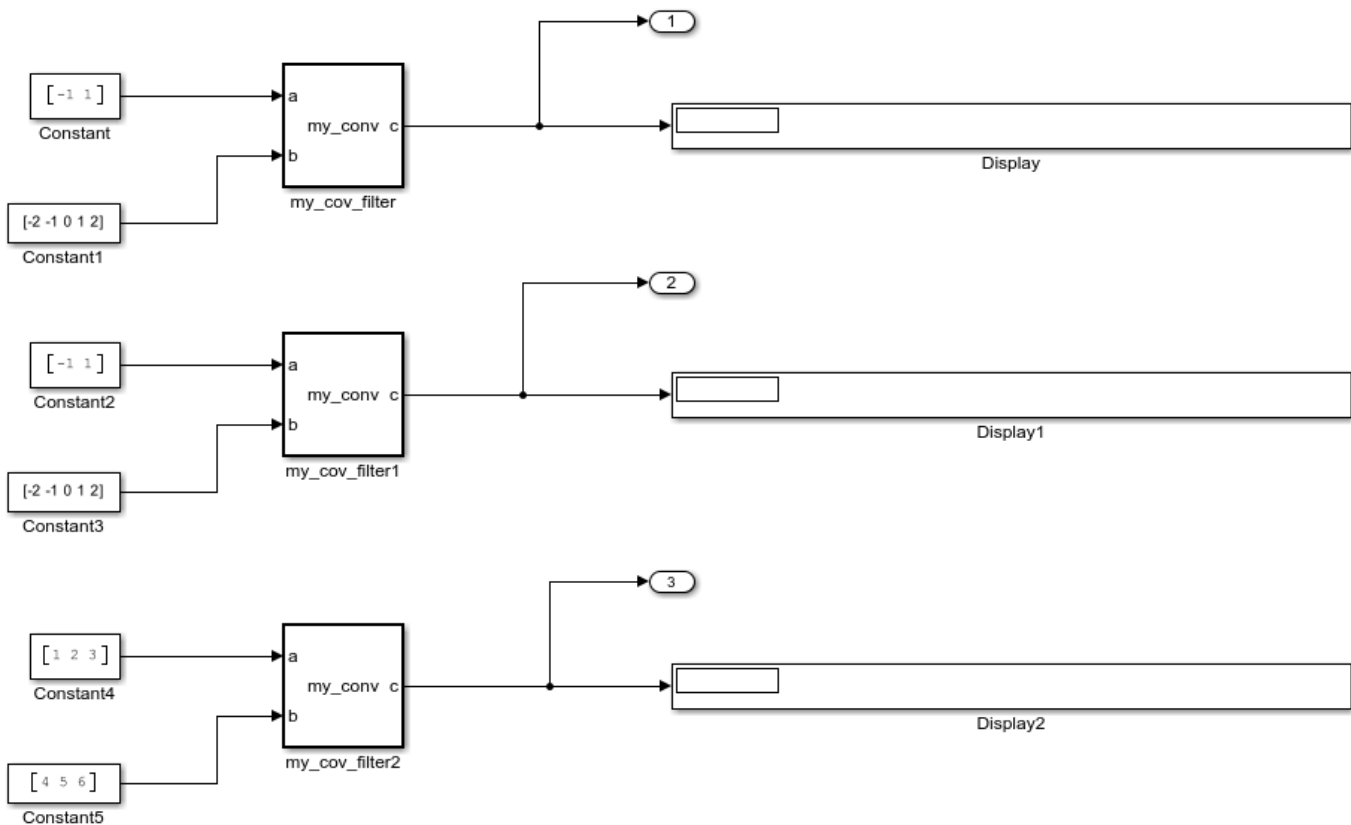 1
[-1 1]
a
my_conv c
b
Constant
my_cov_filter
Display
[-2 -1 0 1 2]
Constant1
2
[-1 1]
a
my_conv c
b
Constant2
my_cov_filter1
Display1
[-2 -1 0 1 2]
Constant3
3
[1 2 3]
a
my_conv c
b
Constant4
my_cov_filter2
Display2
[4 5 6]
Constant5